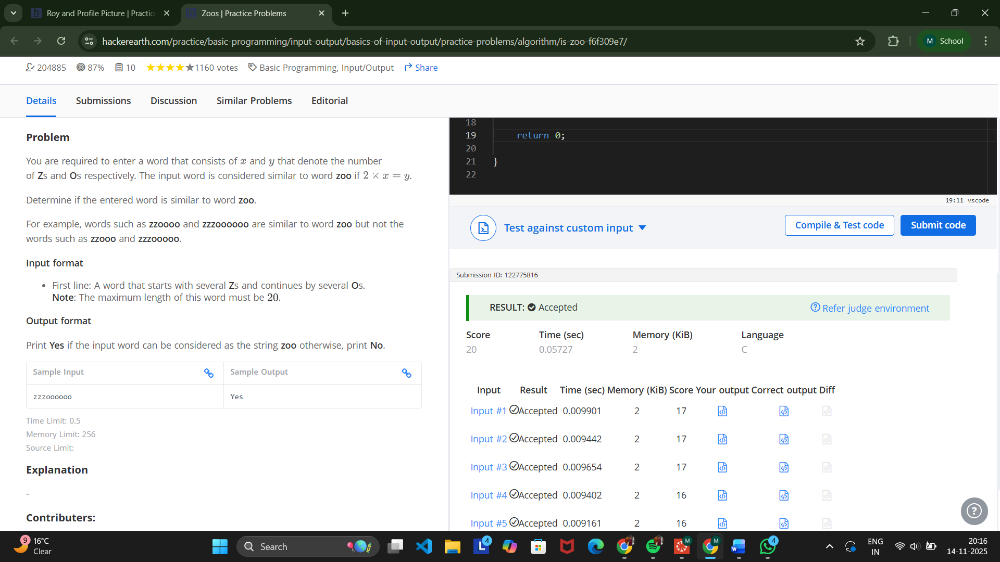 Roy and Profile Picture | Practic
Zoos | Practice Problems
hackerearth.com/practice/basic-programming/input-output/basics-of-input-output/practice-problems/algorithm/is-zoo-f6f309e7/
M School
204885 87% 10 1160 votes Basic Programming, Input/Output Share
Details Submissions Discussion Similar Problems Editorial
Problem
You are required to enter a word that consists of x and y that denote the number
of Zs and Os respectively. The input word is considered similar to word zoo if 2 × x = y.
Determine if the entered word is similar to word zoo.
For example, words such as zzoooo and zzzoooooo are similar to word zoo but not the
words such as zzooo and zzzooooo.
Input format
• First line: A word that starts with several Zs and continues by several Os.
Note: The maximum length of this word must be 20.
Output format
Print Yes if the input word can be considered as the string zoo otherwise, print No.
Sample Input Sample Output
zzzoooooo Yes
Time Limit: 0.5
Memory Limit: 256
Source Limit:
Explanation
-
Contributers:
18
19 return 0;
20
21 }
22
19:11 vscode
Test against custom input Compile & Test code Submit code
Submission ID: 122775816
RESULT: Accepted Refer judge environment
Score Time (sec) Memory (KiB) Language
20 0.05727 2 C
Input Result Time (sec) Memory (KiB) Score Your output Correct output Diff
Input #1 Accepted 0.009901 2 17
Input #2 Accepted 0.009442 2 17
Input #3 Accepted 0.009654 2 17
Input #4 Accepted 0.009402 2 16
Input #5 Accepted 0.009161 2 16
9 16°C
Clear
Search
4
M
M
4
ENG
IN
20:16
14-11-2025